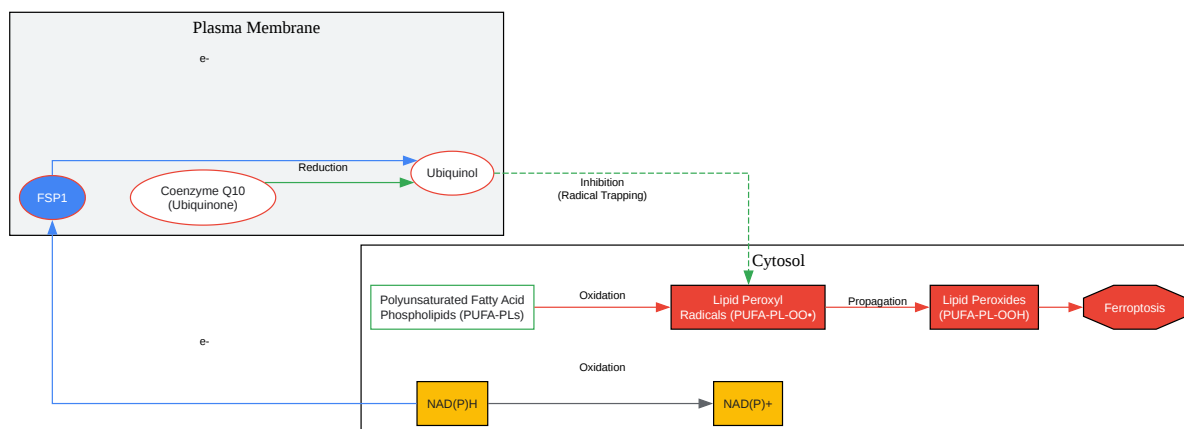 Plasma Membrane
e-
Reduction
FSP1
Coenzyme Q10
(Ubiquinone)
Ubiquinol
Inhibition
(Radical Trapping)
Cytosol
Polyunsaturated Fatty Acid
Phospholipids (PUFA-PLs)
Oxidation
Lipid Peroxyl
Radicals (PUFA-PL-OO•)
Propagation
Lipid Peroxides
(PUFA-PL-OOH)
Ferroptosis
e-
Oxidation
NAD(P)H
NAD(P)+